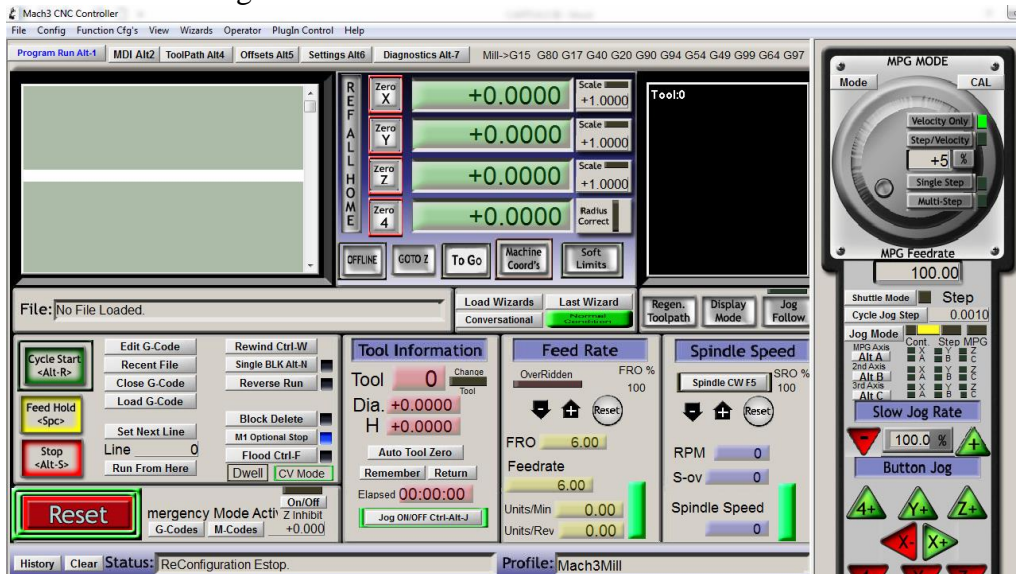 Mach3 CNC Controller
File Config Function Cfg's View Wizards Operator PlugIn Control Help
Program Run Alt-1 MDI Alt2 ToolPath Alt4 Offsets Alt5 Settings Alt6 Diagnostics Alt-7 Mill->G15 G80 G17 G40 G20 G90 G94 G54 G49 G99 G64 G97
REF ALL HOME
Zero X +0.0000 Scale +1.0000
Zero Y +0.0000 Scale +1.0000
Zero Z +0.0000 Scale +1.0000
Zero 4 +0.0000 Radius Correct
OFFLINE GOTO Z To Go Machine Coord's Soft Limits
Tool:0
File: No File Loaded.
Load Wizards Last Wizard
Conversational Normal Condition
Regen. Toolpath Display Mode Jog Follow
Cycle Start <Alt-R>
Feed Hold <Spc>
Stop <Alt-S>
Edit G-Code Rewind Ctrl-W
Recent File Single BLK Alt-N
Close G-Code Reverse Run
Load G-Code
Block Delete
Set Next Line M1 Optional Stop
Line 0 Flood Ctrl-F
Run From Here Dwell CV Mode
Reset
mergency Mode Activ
On/Off
Z Inhibit
G-Codes M-Codes +0.000
Tool Information
Tool 0 Change Tool
Dia. +0.0000
H +0.0000
Auto Tool Zero
Remember Return
Elapsed 00:00:00
Jog ON/OFF Ctrl-Alt-J
Feed Rate
OverRidden FRO %
100
Reset
FRO 6.00
Feedrate
6.00
Units/Min 0.00
Units/Rev 0.00
Spindle Speed
Spindle CW F5 SRO %
100
Reset
RPM 0
S-ov 0
Spindle Speed
0
History Clear Status: ReConfiguration Estop.
Profile: Mach3Mill
MPG MODE
Mode CAL
Velocity Only
Step/Velocity
+5 %
Single Step
Multi-Step
MPG Feedrate
100.00
Shuttle Mode Step
Cycle Jog Step 0.0010
Jog Mode Cont. Step MPG
MPG Axis
Alt A X Y Z
A B C
2nd Axis
Alt B X Y Z
A B C
3rd Axis
Alt C X Y Z
A B C
Slow Jog Rate
100.0 %
Button Jog
4+ Y+ Z+
X- X+